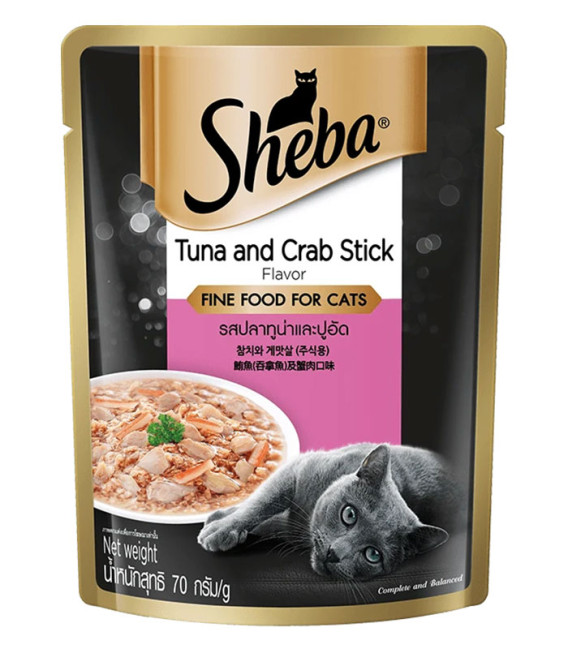 Sheba®
Tuna and Crab Stick
Flavor
FINE FOOD FOR CATS
รสปลาทูน่าและปูอัด
참치와 게맛살 (주식용)
鮪魚(吞拿魚)及蟹肉口味
Net weight
น้ำหนักสุทธิ 70 กรัม/g
Complete and Balanced